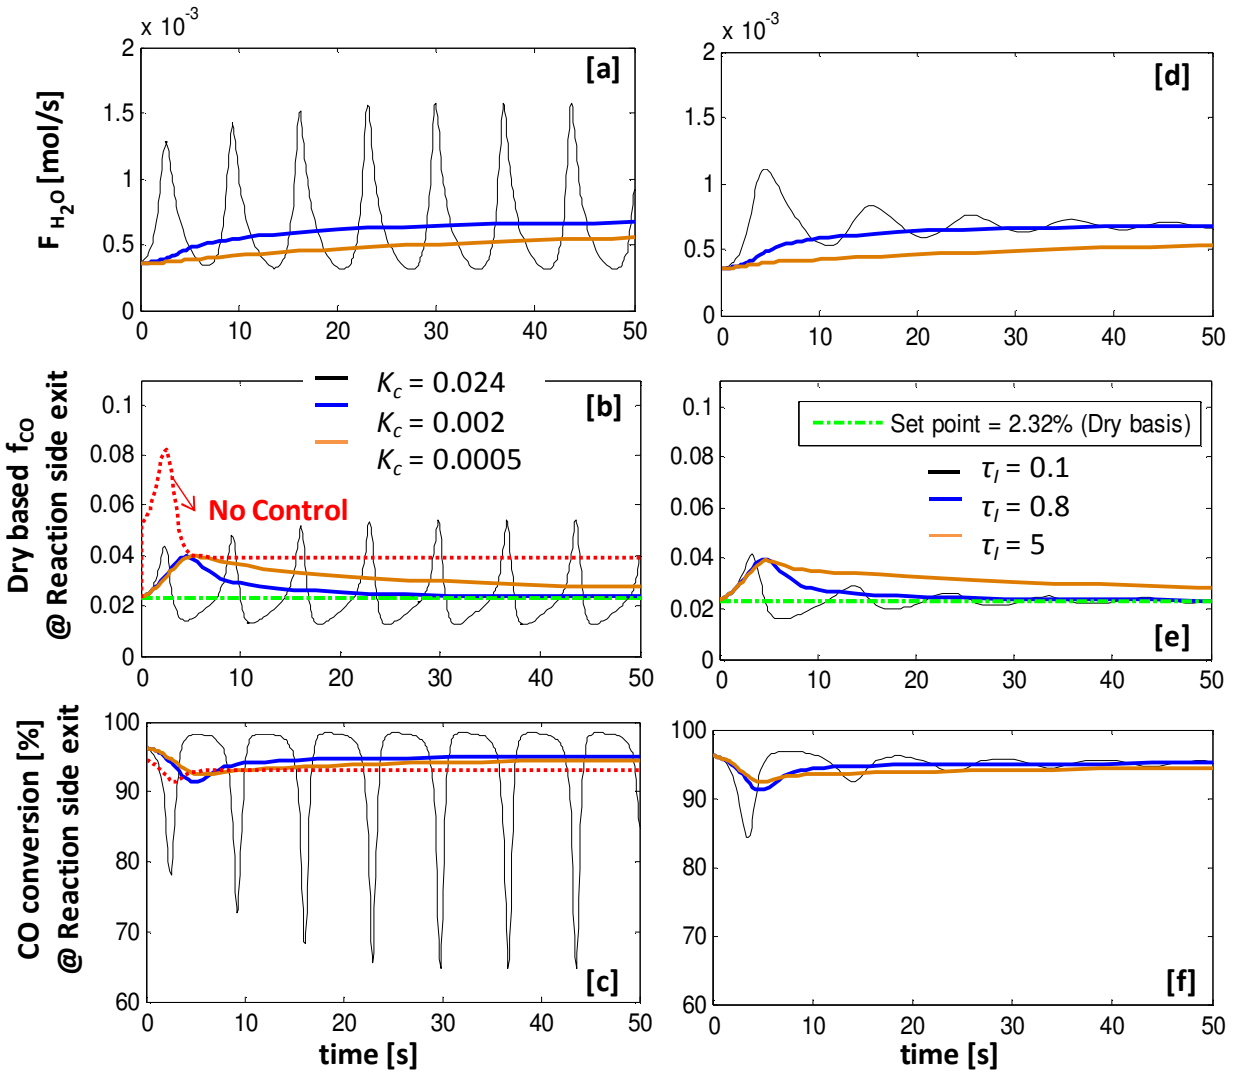 x 10⁻³
2
1.5
1
0.5
0
0 10 20 30 40 50
[a]
F H₂O [mol/s]
x 10⁻³
2
1.5
1
0.5
0
0 10 20 30 40 50
[d]
0.1
0.08
0.06
0.04
0.02
0
0 10 20 30 40 50
[b]
Dry based fCO
@ Reaction side exit
Kc = 0.024
Kc = 0.002
Kc = 0.0005
No Control
0.1
0.08
0.06
0.04
0.02
0
0 10 20 30 40 50
[e]
Set point = 2.32% (Dry basis)
τI = 0.1
τI = 0.8
τI = 5
100
90
80
70
60
0 10 20 30 40 50
[c]
CO conversion [%]
@ Reaction side exit
time [s]
100
90
80
70
60
0 10 20 30 40 50
[f]
time [s]